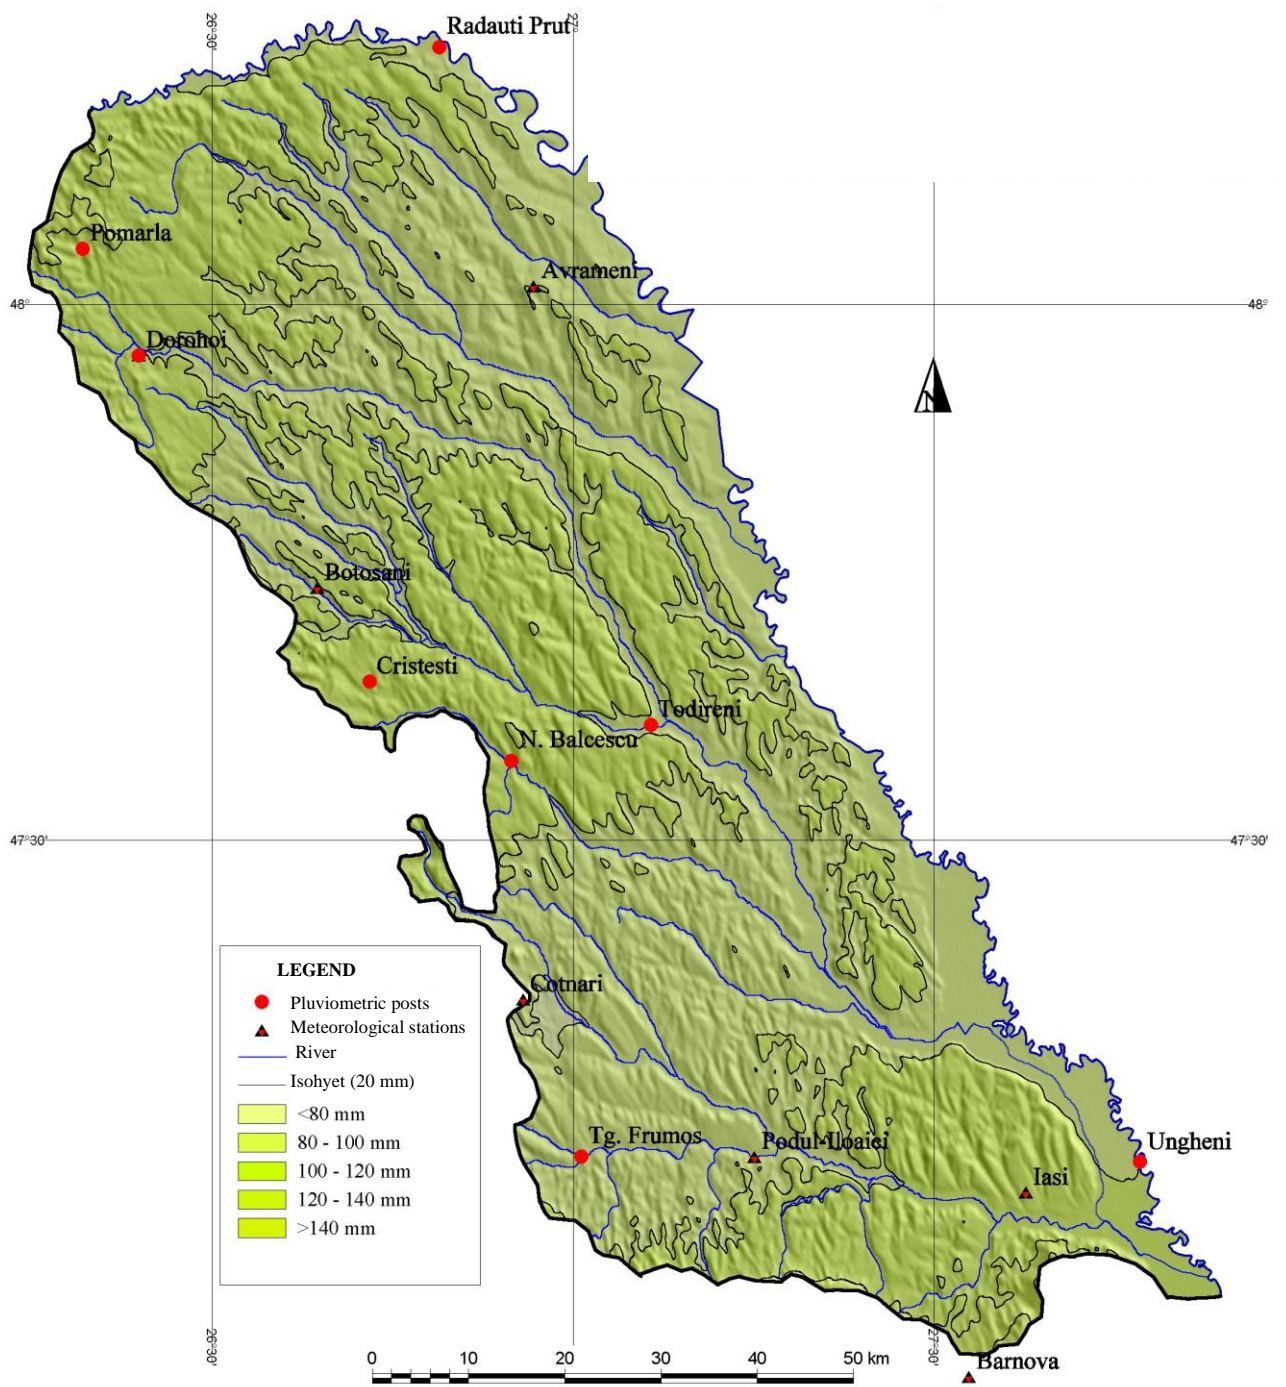 26°30'
27°
Radauti Prut
Pomarla
Avrameni
48°
48°
Dorohoi
N
Botosani
Cristesti
Todireni
N. Balcescu
47°30'
47°30'
LEGEND
Pluviometric posts
Meteorological stations
River
Isohyet (20 mm)
<80 mm
80 - 100 mm
100 - 120 mm
120 - 140 mm
>140 mm
Cotnari
Tg. Frumos
Podul-Iloaiei
Ungheni
Iasi
26°30'
27°30'
Barnova
0 10 20 30 40 50 km